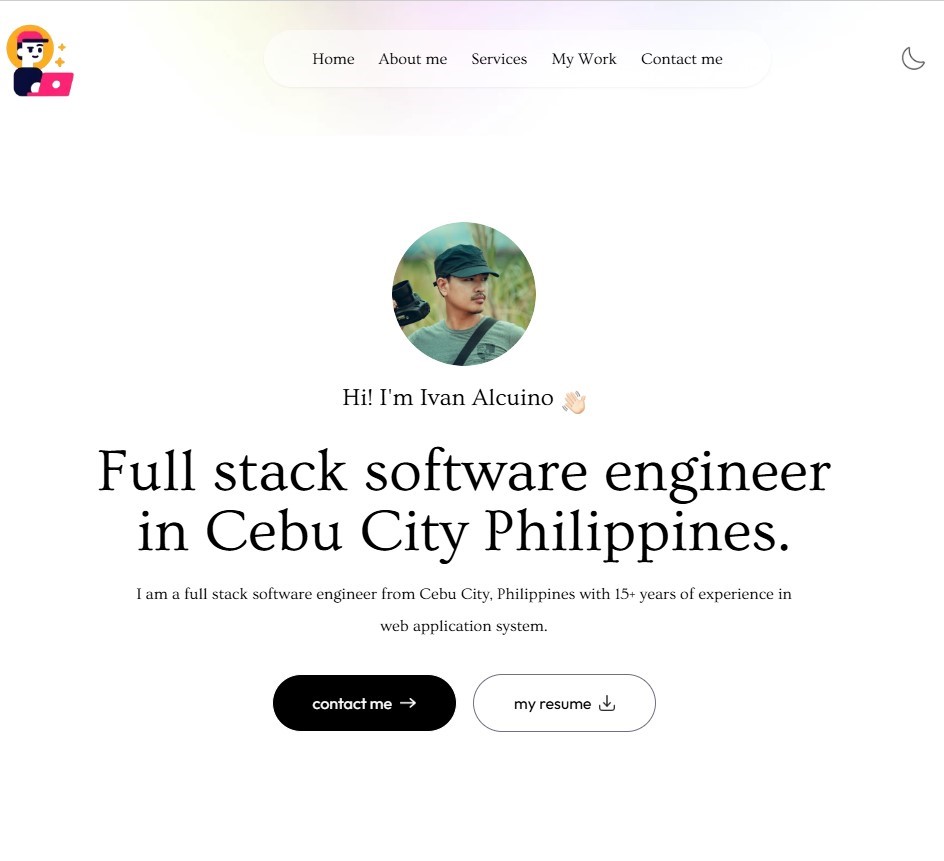 Home About me Services My Work Contact me
Hi! I'm Ivan Alcuino 👋🏻
Full stack software engineer
in Cebu City Philippines.
I am a full stack software engineer from Cebu City, Philippines with 15+ years of experience in
web application system.
contact me →
my resume